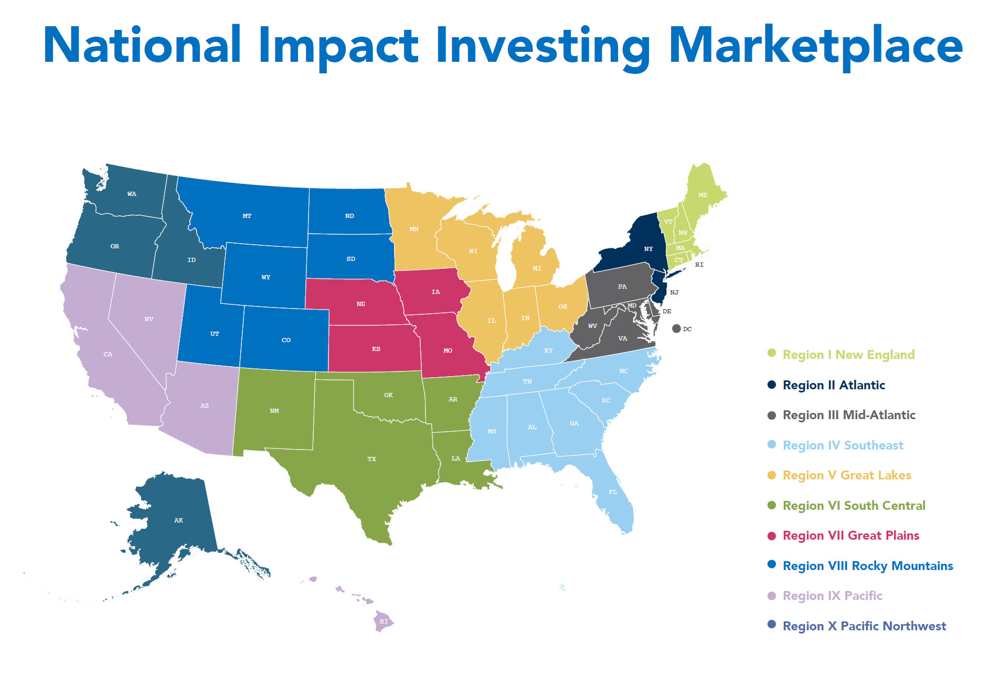 National Impact Investing Marketplace
WA
MT
ND
MN
ME
VT
NH
OR
ID
WY
SD
WI
MI
NY
MA
CT
RI
NV
UT
CO
NE
IA
IL
IN
OH
PA
NJ
MD
DE
WV
VA
DC
CA
KS
MO
KY
AZ
NM
OK
AR
TN
NC
SC
MS
AL
GA
TX
LA
FL
AK
HI
Region I New England
Region II Atlantic
Region III Mid-Atlantic
Region IV Southeast
Region V Great Lakes
Region VI South Central
Region VII Great Plains
Region VIII Rocky Mountains
Region IX Pacific
Region X Pacific Northwest